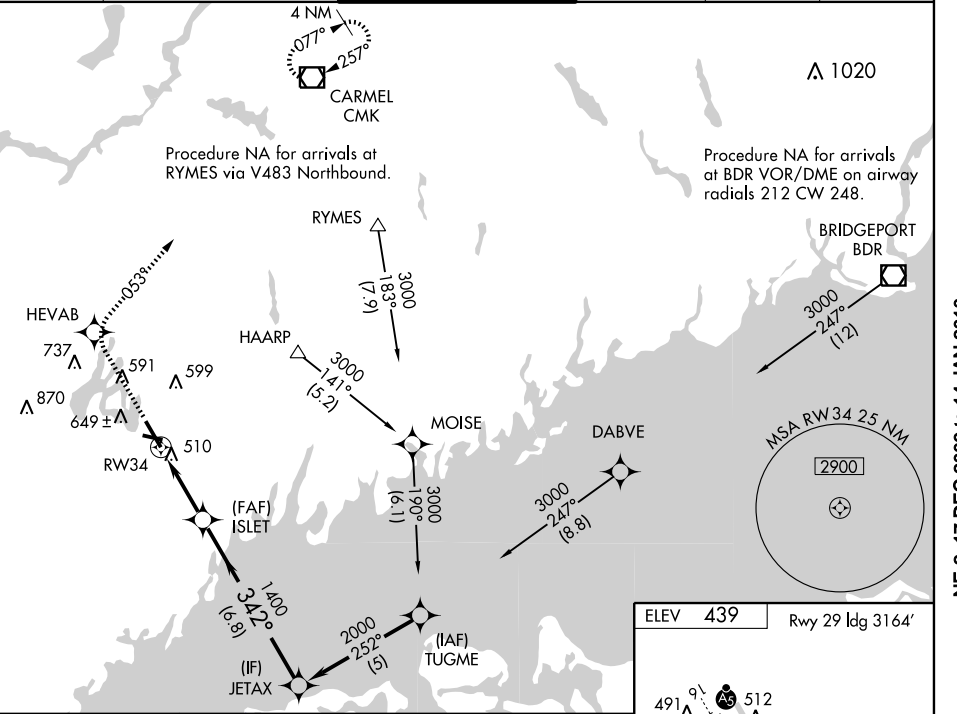 4 NM
077°
257°
CARMEL
CMK
1020
Procedure NA for arrivals at
RYMES via V483 Northbound.
Procedure NA for arrivals
at BDR VOR/DME on airway
radials 212 CW 248.
RYMES
BRIDGEPORT
BDR
053°
3000
183°
(7.9)
3000
247°
(12)
HEVAB
HAARP
737
591
599
3000
141°
(5.2)
870
649±
MOISE
DABVE
MSA RW34 25 NM
2900
510
RW34
3000
190°
(6.1)
3000
247°
(8.8)
(FAF)
ISLET
1400
342°
(6.8)
2000
252°
(5)
(IAF)
TUGME
(IF)
JETAX
ELEV 439
Rwy 29 ldg 3164'
491
A5
512